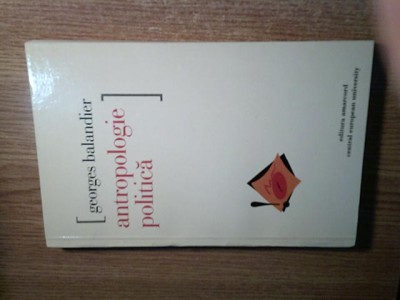 [georges balandier
antropologie
politică]
editura amarcord
central european university